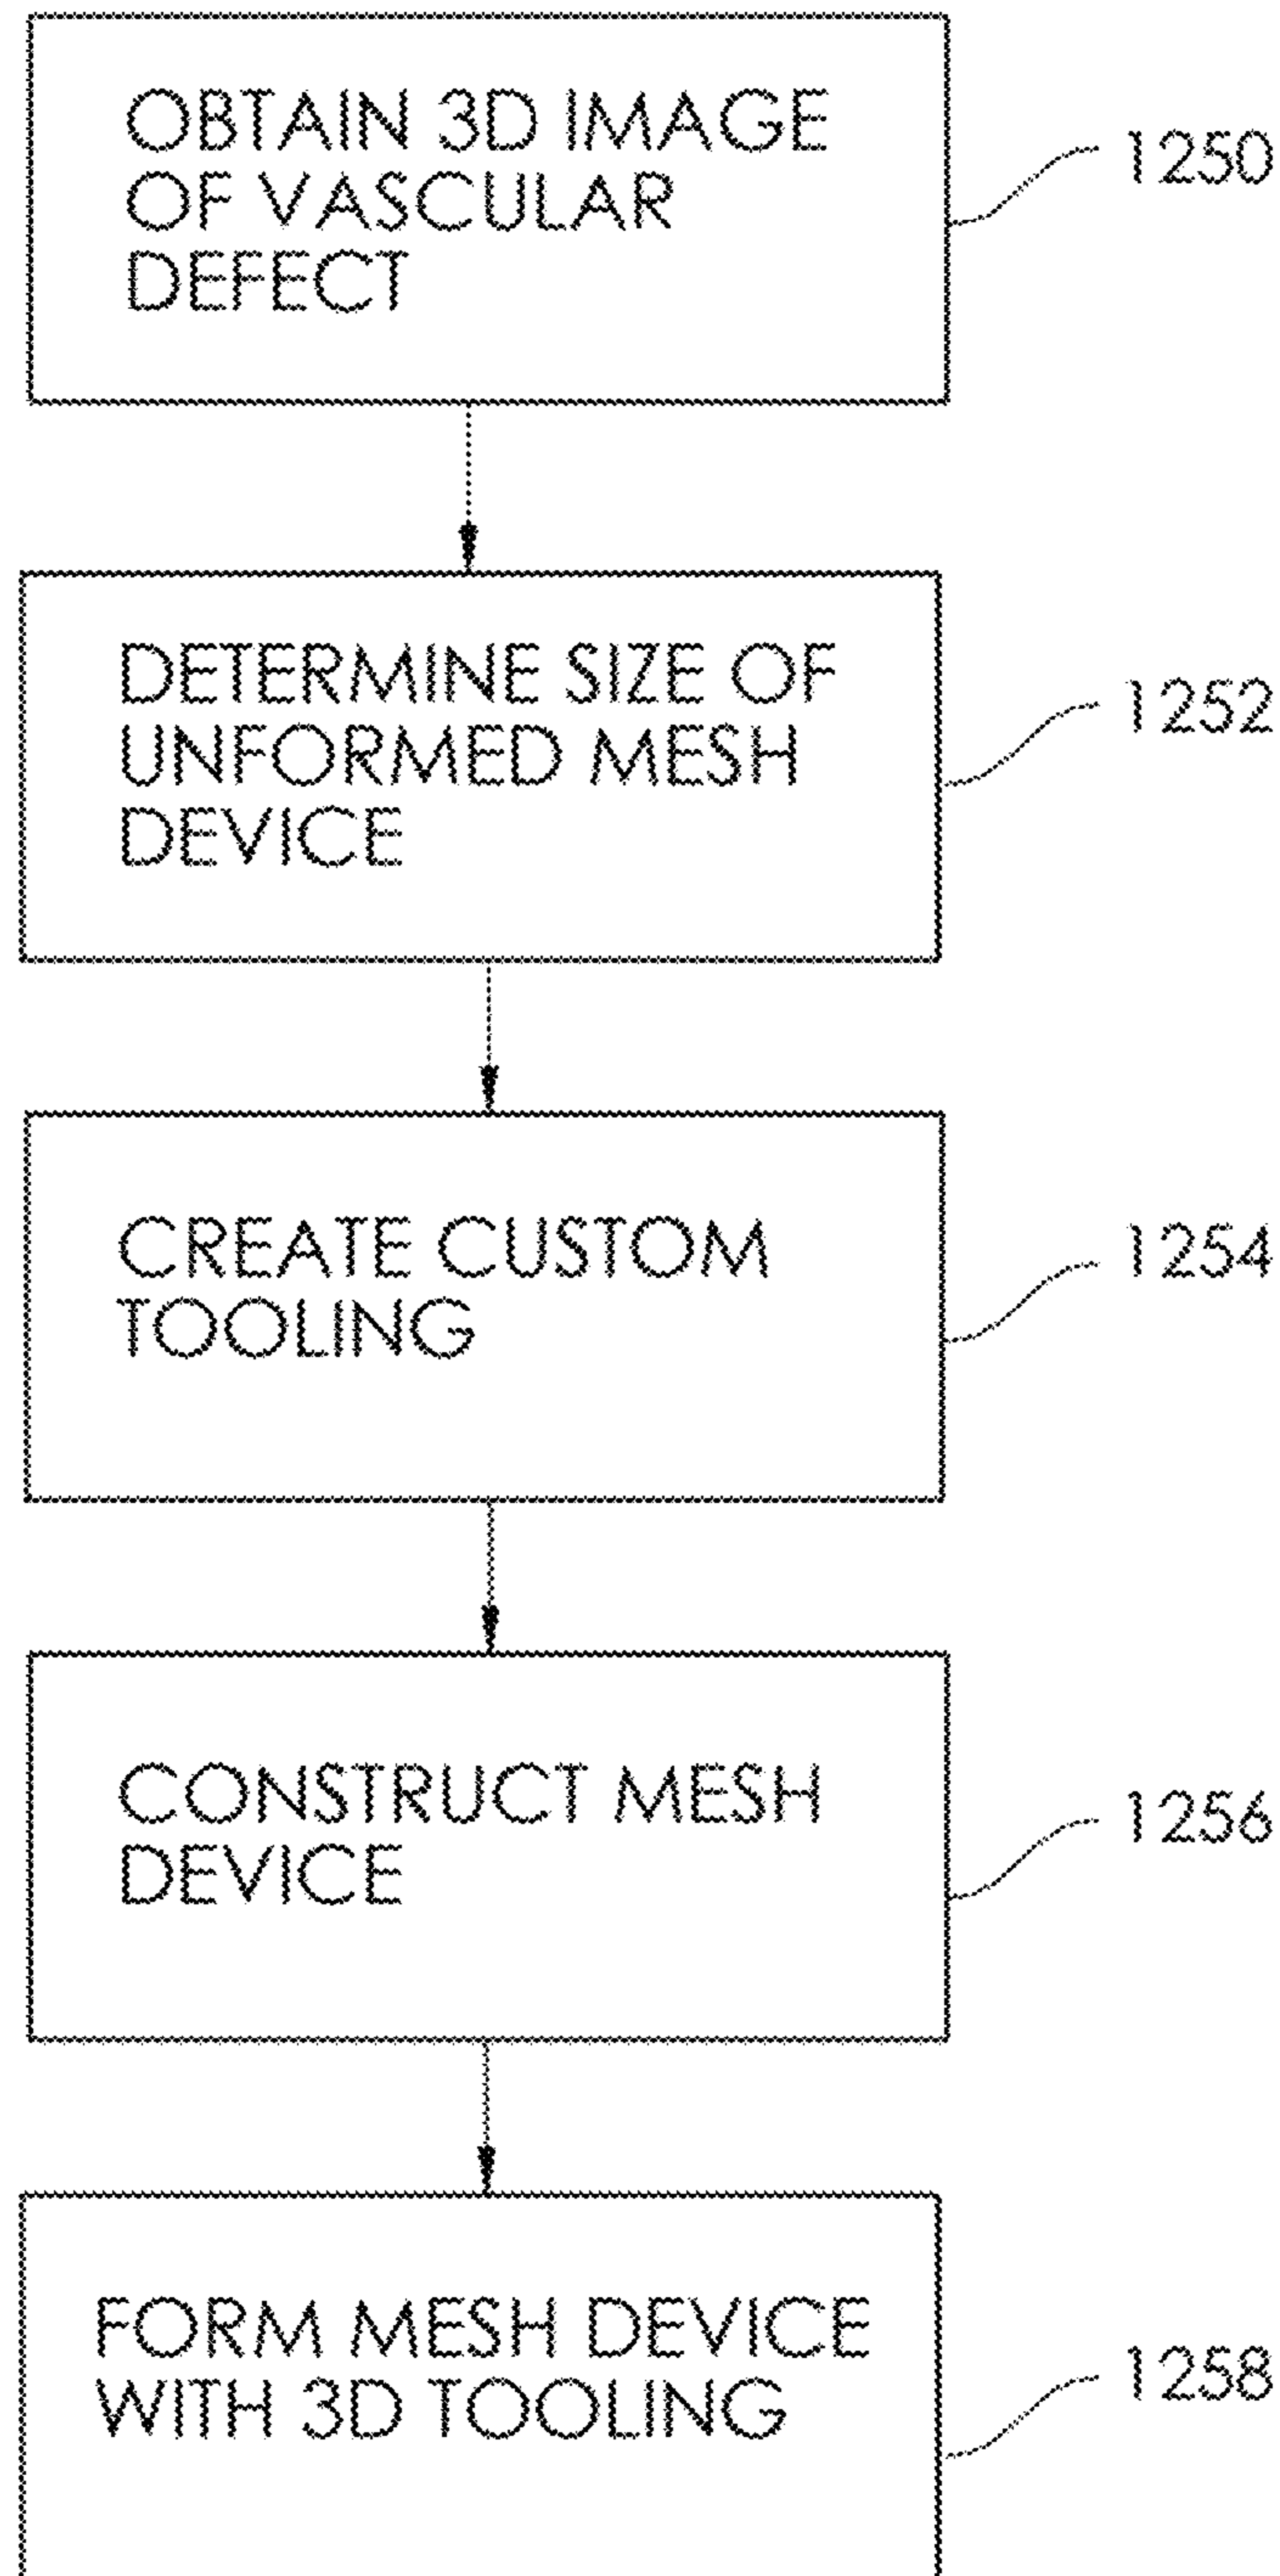 OBTAIN 3D IMAGE
OF VASCULAR
DEFECT
1250
DETERMINE SIZE OF
UNFORMED MESH
DEVICE
1252
CREATE CUSTOM
TOOLING
1254
CONSTRUCT MESH
DEVICE
1256
FORM MESH DEVICE
WITH 3D TOOLING
1258